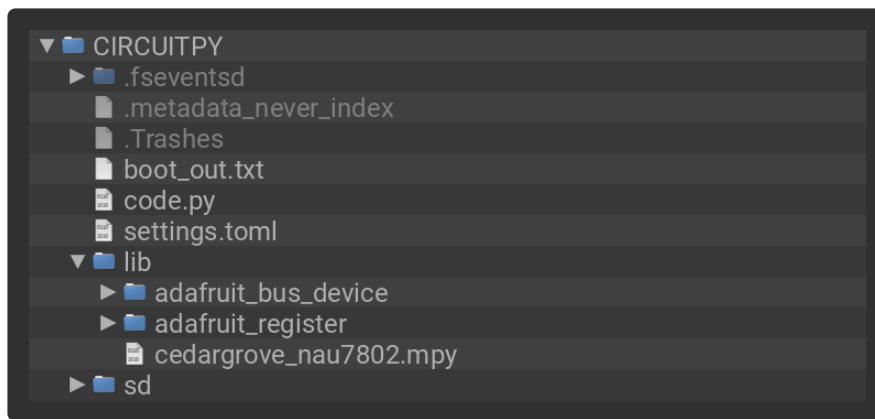 CIRCUITPY
.fseventsd
.metadata_never_index
.Trashes
boot_out.txt
code.py
settings.toml
lib
adafruit_bus_device
adafruit_register
cedargrove_nau7802.mpy
sd